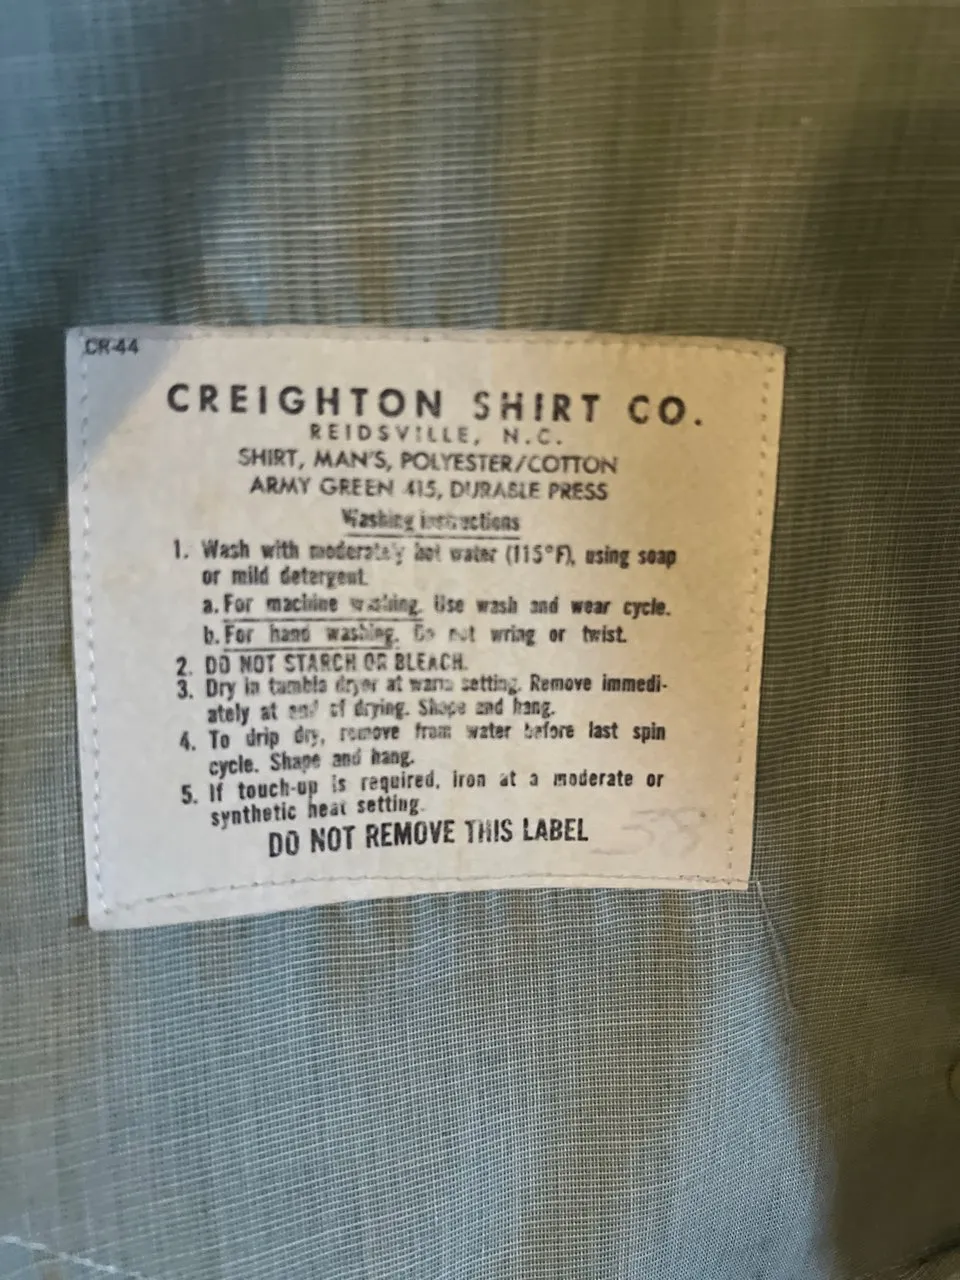 CR-44
CREIGHTON SHIRT CO.
REIDSVILLE, N.C.
SHIRT, MAN'S, POLYESTER/COTTON
ARMY GREEN 415, DURABLE PRESS
Washing instructions
1. Wash with moderately hot water (115°F), using soap
or mild detergent.
a. For machine washing. Use wash and wear cycle.
b. For hand washing. Do not wring or twist.
2. DO NOT STARCH OR BLEACH.
3. Dry in tumble dryer at warm setting. Remove immedi-
ately at end of drying. Shape and hang.
4. To drip dry, remove from water before last spin
cycle. Shape and hang.
5. If touch-up is required, iron at a moderate or
synthetic heat setting.
DO NOT REMOVE THIS LABEL
58